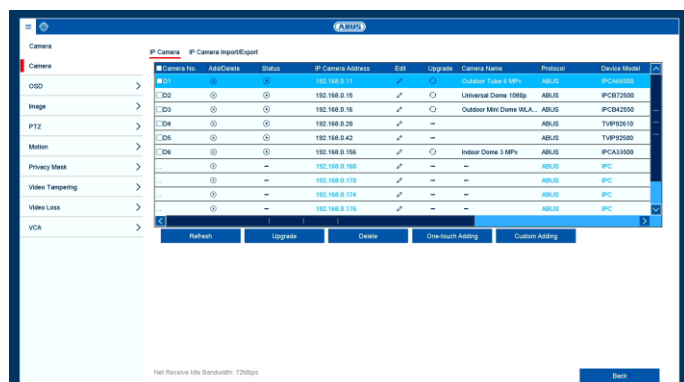 ABUS
Camera
IP Camera IP Camera Import/Export
Camera
Camera No. Add/Delete Status IP Camera Address Edit Upgrade Camera Name Protocol Device Model
D1 192.168.0.11 Outdoor Tube 6 MPx ABUS IPCA66500
OSD
D2 192.168.0.15 Universal Dome 1080p ABUS IPCB72500
Image
D3 192.168.0.16 Outdoor Mini Dome WLA... ABUS IPCB42550
PTZ
D4 192.168.0.20 – ABUS TVIP92610
Motion
D5 192.168.0.42 – ABUS TVIP92500
D6 192.168.0.156 Indoor Dome 3 MPx ABUS IPCA33500
Privacy Mask
... – 192.168.0.160 – – ABUS IPC
Video Tampering
... – 192.168.0.170 – – ABUS IPC
... – 192.168.0.174 – – ABUS IPC
Video Loss
... – 192.168.0.176 – – ABUS IPC
VCA
Refresh Upgrade Delete One-touch Adding Custom Adding
Net Receive Idle Bandwidth: 72Mbps
Back